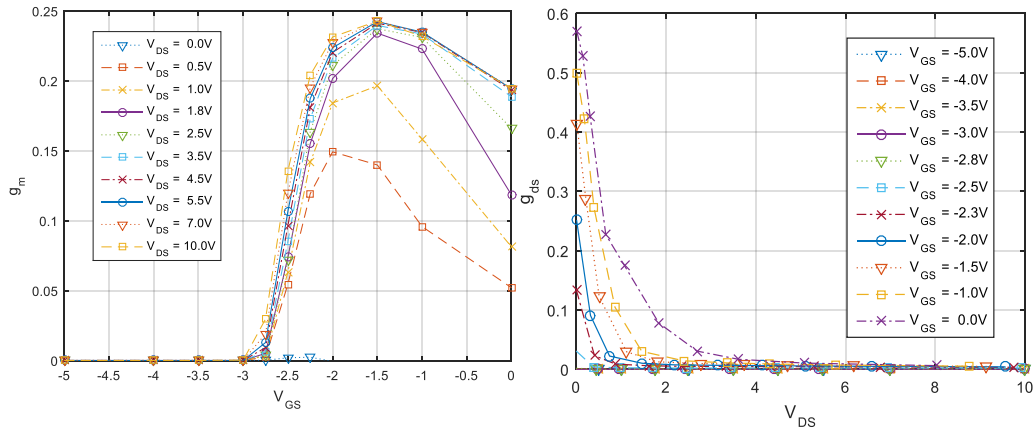 0.25
0.2
0.15
0.1
0.05
0
g_m
-5 -4.5 -4 -3.5 -3 -2.5 -2 -1.5 -1 -0.5 0
V_GS
V_DS = 0.0V
V_DS = 0.5V
V_DS = 1.0V
V_DS = 1.8V
V_DS = 2.5V
V_DS = 3.5V
V_DS = 4.5V
V_DS = 5.5V
V_DS = 7.0V
V_DS = 10.0V
0.6
0.5
0.4
0.3
0.2
0.1
0
g_ds
0 2 4 6 8 10
V_DS
V_GS = -5.0V
V_GS = -4.0V
V_GS = -3.5V
V_GS = -3.0V
V_GS = -2.8V
V_GS = -2.5V
V_GS = -2.3V
V_GS = -2.0V
V_GS = -1.5V
V_GS = -1.0V
V_GS = 0.0V